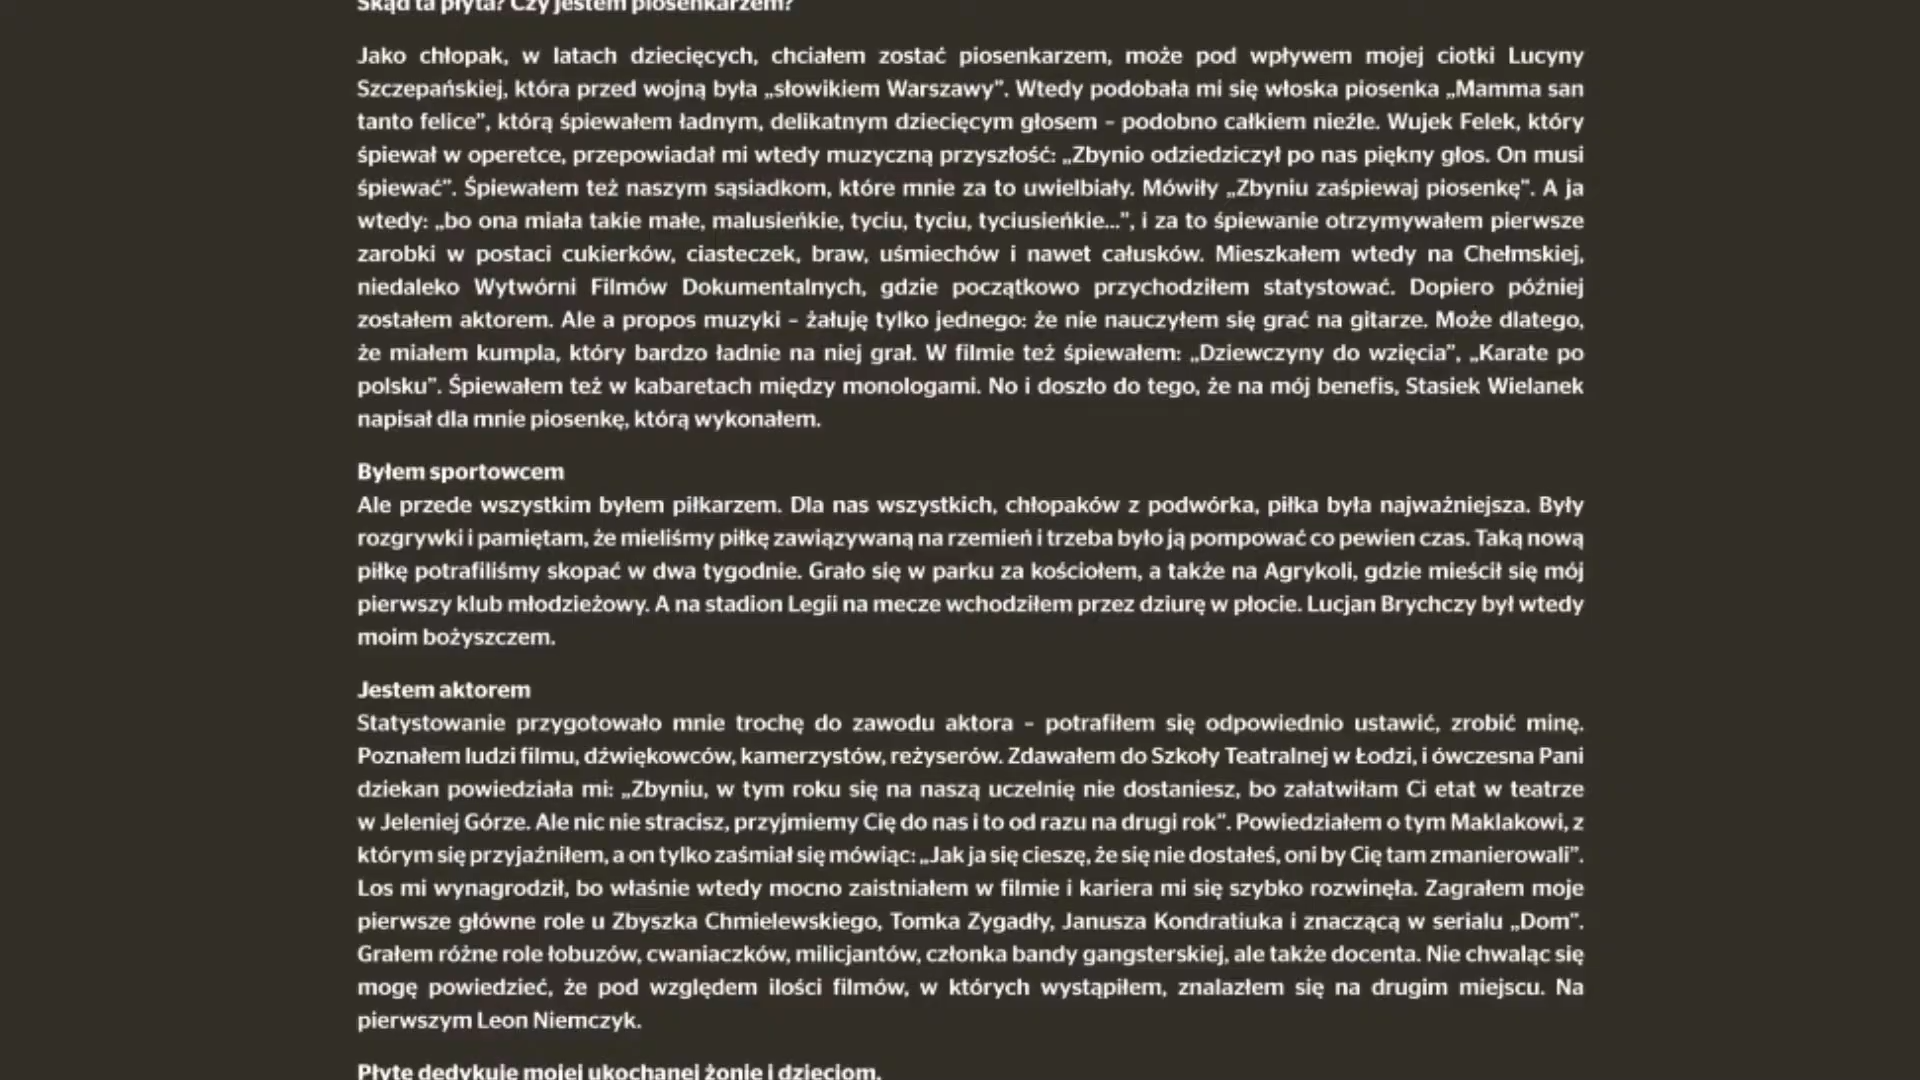 Skąd ta płyta? Czy jestem piosenkarzem?
Jako chłopak, w latach dziecięcych, chciałem zostać piosenkarzem, może pod wpływem mojej ciotki Lucyny
Szczepańskiej, która przed wojną była „słowikiem Warszawy”. Wtedy podobała mi się włoska piosenka „Mamma san
tanto felice”, którą śpiewałem ładnym, delikatnym dziecięcym głosem – podobno całkiem nieźle. Wujek Felek, który
śpiewał w operetce, przepowiadał mi wtedy muzyczną przyszłość: „Zbynio odziedziczył po nas piękny głos. On musi
śpiewać”. Śpiewałem też naszym sąsiadkom, które mnie za to uwielbiały. Mówiły „Zbyniu zaśpiewaj piosenkę”. A ja
wtedy: „bo ona miała takie małe, malusieńkie, tyciu, tyciu, tyciusieńkie...”, i za to śpiewanie otrzymywałem pierwsze
zarobki w postaci cukierków, ciasteczek, braw, uśmiechów i nawet całusków. Mieszkałem wtedy na Chełmskiej,
niedaleko Wytwórni Filmów Dokumentalnych, gdzie początkowo przychodziłem statystować. Dopiero później
zostałem aktorem. Ale a propos muzyki – żałuję tylko jednego: że nie nauczyłem się grać na gitarze. Może dlatego,
że miałem kumpla, który bardzo ładnie na niej grał. W filmie też śpiewałem: „Dziewczyny do wzięcia”, „Karate po
polsku”. Śpiewałem też w kabaretach między monologami. No i doszło do tego, że na mój benefis, Stasiek Wielanek
napisał dla mnie piosenkę, którą wykonałem.
Byłem sportowcem
Ale przede wszystkim byłem piłkarzem. Dla nas wszystkich, chłopaków z podwórka, piłka była najważniejsza. Były
rozgrywki i pamiętam, że mieliśmy piłkę zawiązywaną na rzemień i trzeba było ją pompować co pewien czas. Taką nową
piłkę potrafiliśmy skopać w dwa tygodnie. Grało się w parku za kościołem, a także na Agrykoli, gdzie mieścił się mój
pierwszy klub młodzieżowy. A na stadion Legii na mecze wchodziłem przez dziurę w płocie. Lucjan Brychczy był wtedy
moim bożyszczem.
Jestem aktorem
Statystowanie przygotowało mnie trochę do zawodu aktora – potrafiłem się odpowiednio ustawić, zrobić minę.
Poznałem ludzi filmu, dźwiękowców, kamerzystów, reżyserów. Zdawałem do Szkoły Teatralnej w Łodzi, i ówczesna Pani
dziekan powiedziała mi: „Zbyniu, w tym roku się na naszą uczelnię nie dostaniesz, bo załatwiłam Ci etat w teatrze
w Jeleniej Górze. Ale nic nie stracisz, przyjmiemy Cię do nas i to od razu na drugi rok”. Powiedziałem o tym Maklakowi, z
którym się przyjaźniłem, a on tylko zaśmiał się mówiąc: „Jak ja się cieszę, że się nie dostałeś, oni by Cię tam zmanierowali”.
Los mi wynagrodził, bo właśnie wtedy mocno zaistniałem w filmie i kariera mi się szybko rozwinęła. Zagrałem moje
pierwsze główne role u Zbyszka Chmielewskiego, Tomka Zygadły, Janusza Kondratiuka i znaczącą w serialu „Dom”.
Grałem różne role łobuzów, cwaniaczków, milicjantów, członka bandy gangsterskiej, ale także docenta. Nie chwaląc się
mogę powiedzieć, że pod względem ilości filmów, w których wystąpiłem, znalazłem się na drugim miejscu. Na
pierwszym Leon Niemczyk.
Płytę dedykuję mojej ukochanej żonie i dzieciom.